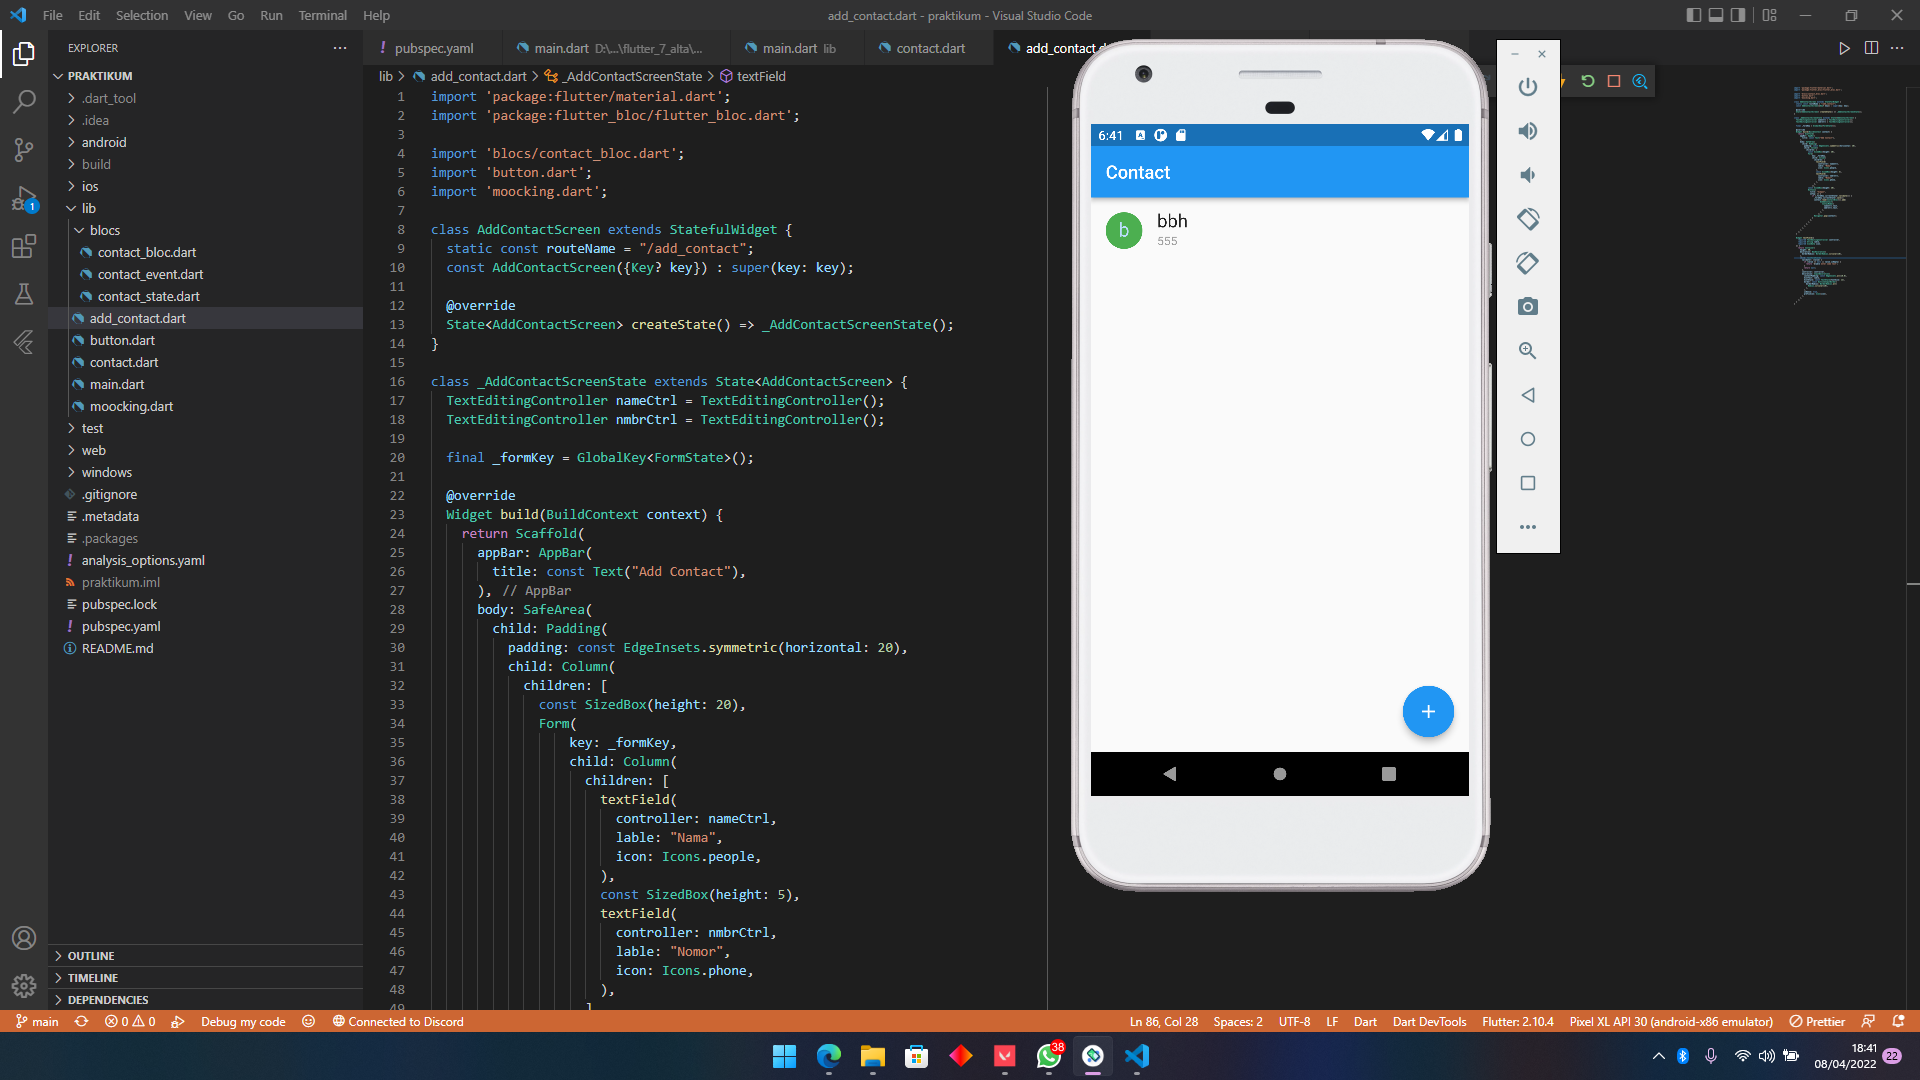 File Edit Selection View Go Run Terminal Help
add_contact.dart - praktikum - Visual Studio Code
EXPLORER
PRAKTIKUM
.dart_tool
.idea
android
build
ios
lib
blocs
contact_bloc.dart
contact_event.dart
contact_state.dart
add_contact.dart
button.dart
contact.dart
main.dart
moocking.dart
test
web
windows
.gitignore
.metadata
.packages
analysis_options.yaml
praktikum.iml
pubspec.lock
pubspec.yaml
README.md
OUTLINE
TIMELINE
DEPENDENCIES
pubspec.yaml main.dart D:\...\flutter_7_alta\... main.dart lib contact.dart add_contact.d
lib > add_contact.dart > _AddContactScreenState > textField
1 import 'package:flutter/material.dart';
2 import 'package:flutter_bloc/flutter_bloc.dart';
3
4 import 'blocs/contact_bloc.dart';
5 import 'button.dart';
6 import 'moocking.dart';
7
8 class AddContactScreen extends StatefulWidget {
9 static const routeName = "/add_contact";
10 const AddContactScreen({Key? key}) : super(key: key);
11
12 @override
13 State<AddContactScreen> createState() => _AddContactScreenState();
14 }
15
16 class _AddContactScreenState extends State<AddContactScreen> {
17 TextEditingController nameCtrl = TextEditingController();
18 TextEditingController nmbrCtrl = TextEditingController();
19
20 final _formKey = GlobalKey<FormState>();
21
22 @override
23 Widget build(BuildContext context) {
24 return Scaffold(
25 appBar: AppBar(
26 title: const Text("Add Contact"),
27 ), // AppBar
28 body: SafeArea(
29 child: Padding(
30 padding: const EdgeInsets.symmetric(horizontal: 20),
31 child: Column(
32 children: [
33 const SizedBox(height: 20),
34 Form(
35 key: _formKey,
36 child: Column(
37 children: [
38 textField(
39 controller: nameCtrl,
40 lable: "Nama",
41 icon: Icons.people,
42 ),
43 const SizedBox(height: 5),
44 textField(
45 controller: nmbrCtrl,
46 lable: "Nomor",
47 icon: Icons.phone,
48 ),
49 ]
6:41
Contact
b
bbh
555
+
1
main 0 0 Debug my code Connected to Discord
Ln 86, Col 28 Spaces: 2 UTF-8 LF Dart Dart DevTools Flutter: 2.10.4 Pixel XL API 30 (android-x86 emulator) Prettier
38
18:41
08/04/2022
22